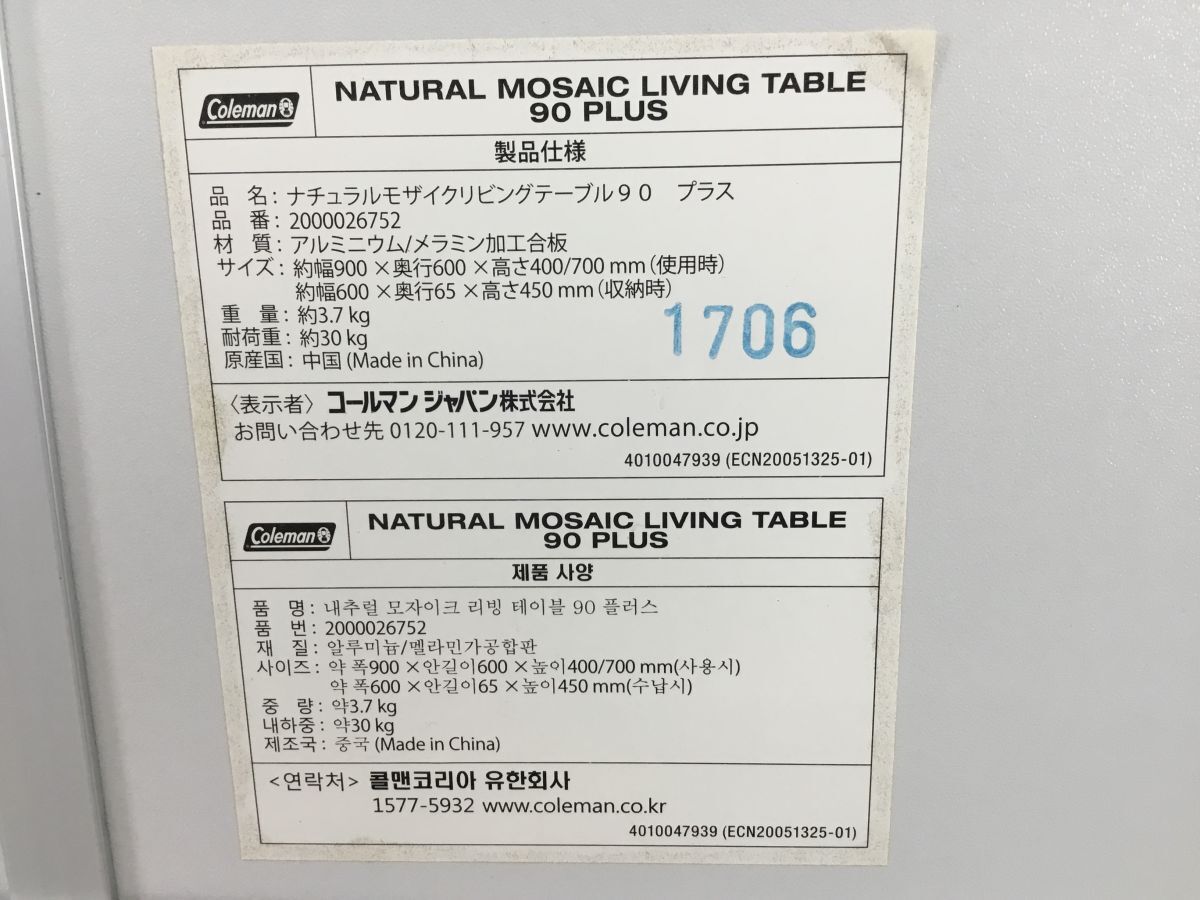 Coleman
NATURAL MOSAIC LIVING TABLE
90 PLUS
製品仕様
品 名: ナチュラルモザイクリビングテーブル90 プラス
品 番: 2000026752
材 質: アルミニウム/メラミン加工合板
サイズ: 約幅900 ×奥行600 ×高さ400/700 mm (使用時)
約幅600 ×奥行65 ×高さ450 mm (収納時)
重 量: 約3.7 kg
耐荷重: 約30 kg
原産国: 中国 (Made in China)
1706
〈表示者〉 コールマン ジャパン株式会社
お問い合わせ先 0120-111-957 www.coleman.co.jp
4010047939 (ECN20051325-01)
Coleman
NATURAL MOSAIC LIVING TABLE
90 PLUS
제품 사양
품 명: 내추럴 모자이크 리빙 테이블 90 플러스
품 번: 2000026752
재 질: 알루미늄/멜라민가공합판
사이즈: 약 폭900 ×안길이600 ×높이400/700 mm(사용시)
약 폭600 ×안길이65 ×높이450 mm(수납시)
중 량: 약3.7 kg
내하중: 약30 kg
제조국: 중국 (Made in China)
<연락처> 콜맨코리아 유한회사
1577-5932 www.coleman.co.kr
4010047939 (ECN20051325-01)